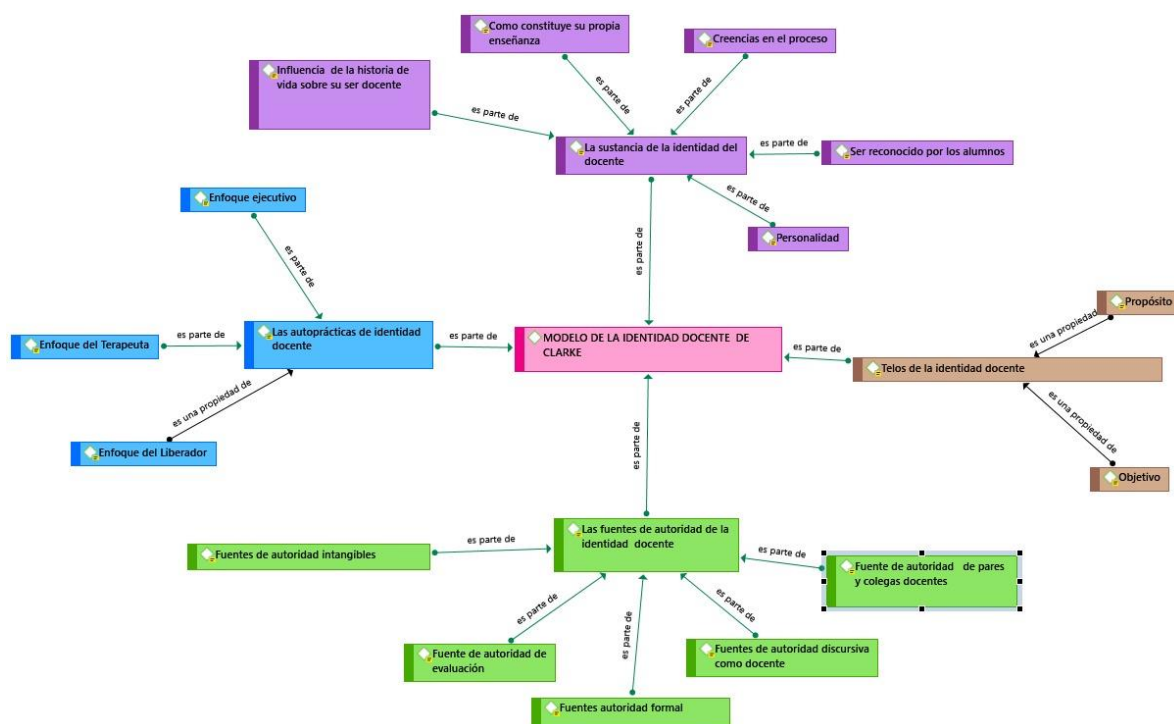 Como constituye su propia
enseñanza
Creencias en el proceso
Influencia de la historia de
vida sobre su ser docente
es parte de
es parte de
es parte de
La sustancia de la identidad del
docente
es parte de
Ser reconocido por los alumnos
es parte de
Personalidad
Enfoque ejecutivo
es parte de
es parte de
Propósito
es una propiedad
Las autoprácticas de identidad
docente
es parte de
Enfoque del Terapeuta
es parte de
MODELO DE LA IDENTIDAD DOCENTE DE
CLARKE
es parte de
Telos de la identidad docente
es una propiedad de
Enfoque del Liberador
es una propiedad de
Objetivo
es parte de
Las fuentes de autoridad de la
identidad docente
Fuentes de autoridad intangibles
es parte de
es parte de
Fuente de autoridad de pares
y colegas docentes
es parte de
es parte de
es parte de
Fuente de autoridad de
evaluación
Fuentes de autoridad discursiva
como docente
Fuentes autoridad formal